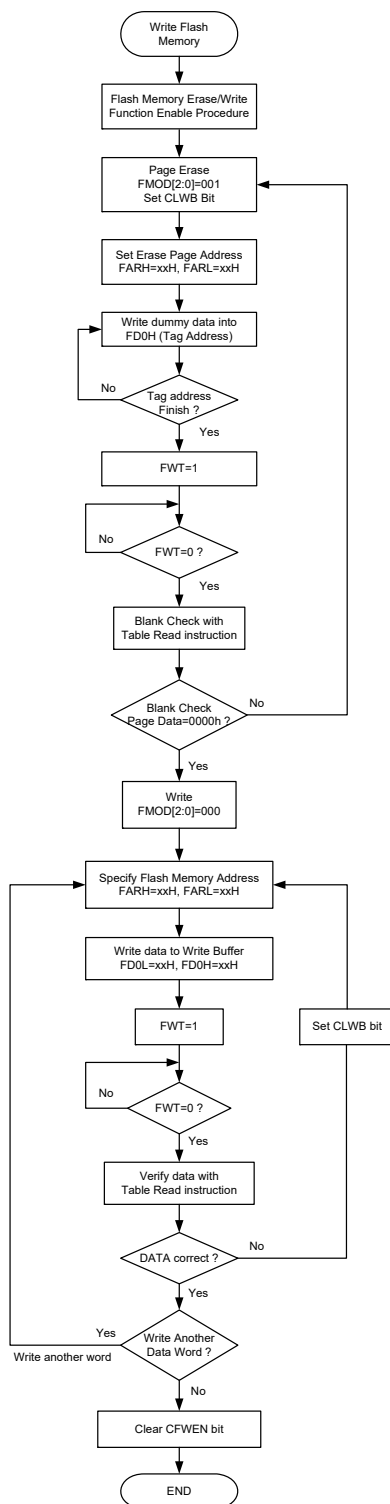 Write Flash
Memory
Flash Memory Erase/Write
Function Enable Procedure
Page Erase
FMOD[2:0]=001
Set CLWB Bit
Set Erase Page Address
FARH=xxH, FARL=xxH
Write dummy data into
FD0H (Tag Address)
No
Tag address
Finish ?
Yes
FWT=1
No
FWT=0 ?
Yes
Blank Check with
Table Read instruction
Blank Check
Page Data=0000h ?
No
Yes
Write
FMOD[2:0]=000
Specify Flash Memory Address
FARH=xxH, FARL=xxH
Write data to Write Buffer
FD0L=xxH, FD0H=xxH
FWT=1
Set CLWB bit
No
FWT=0 ?
Yes
Verify data with
Table Read instruction
DATA correct ?
No
Yes
Yes
Write another word
Write Another
Data Word ?
No
Clear CFWEN bit
END